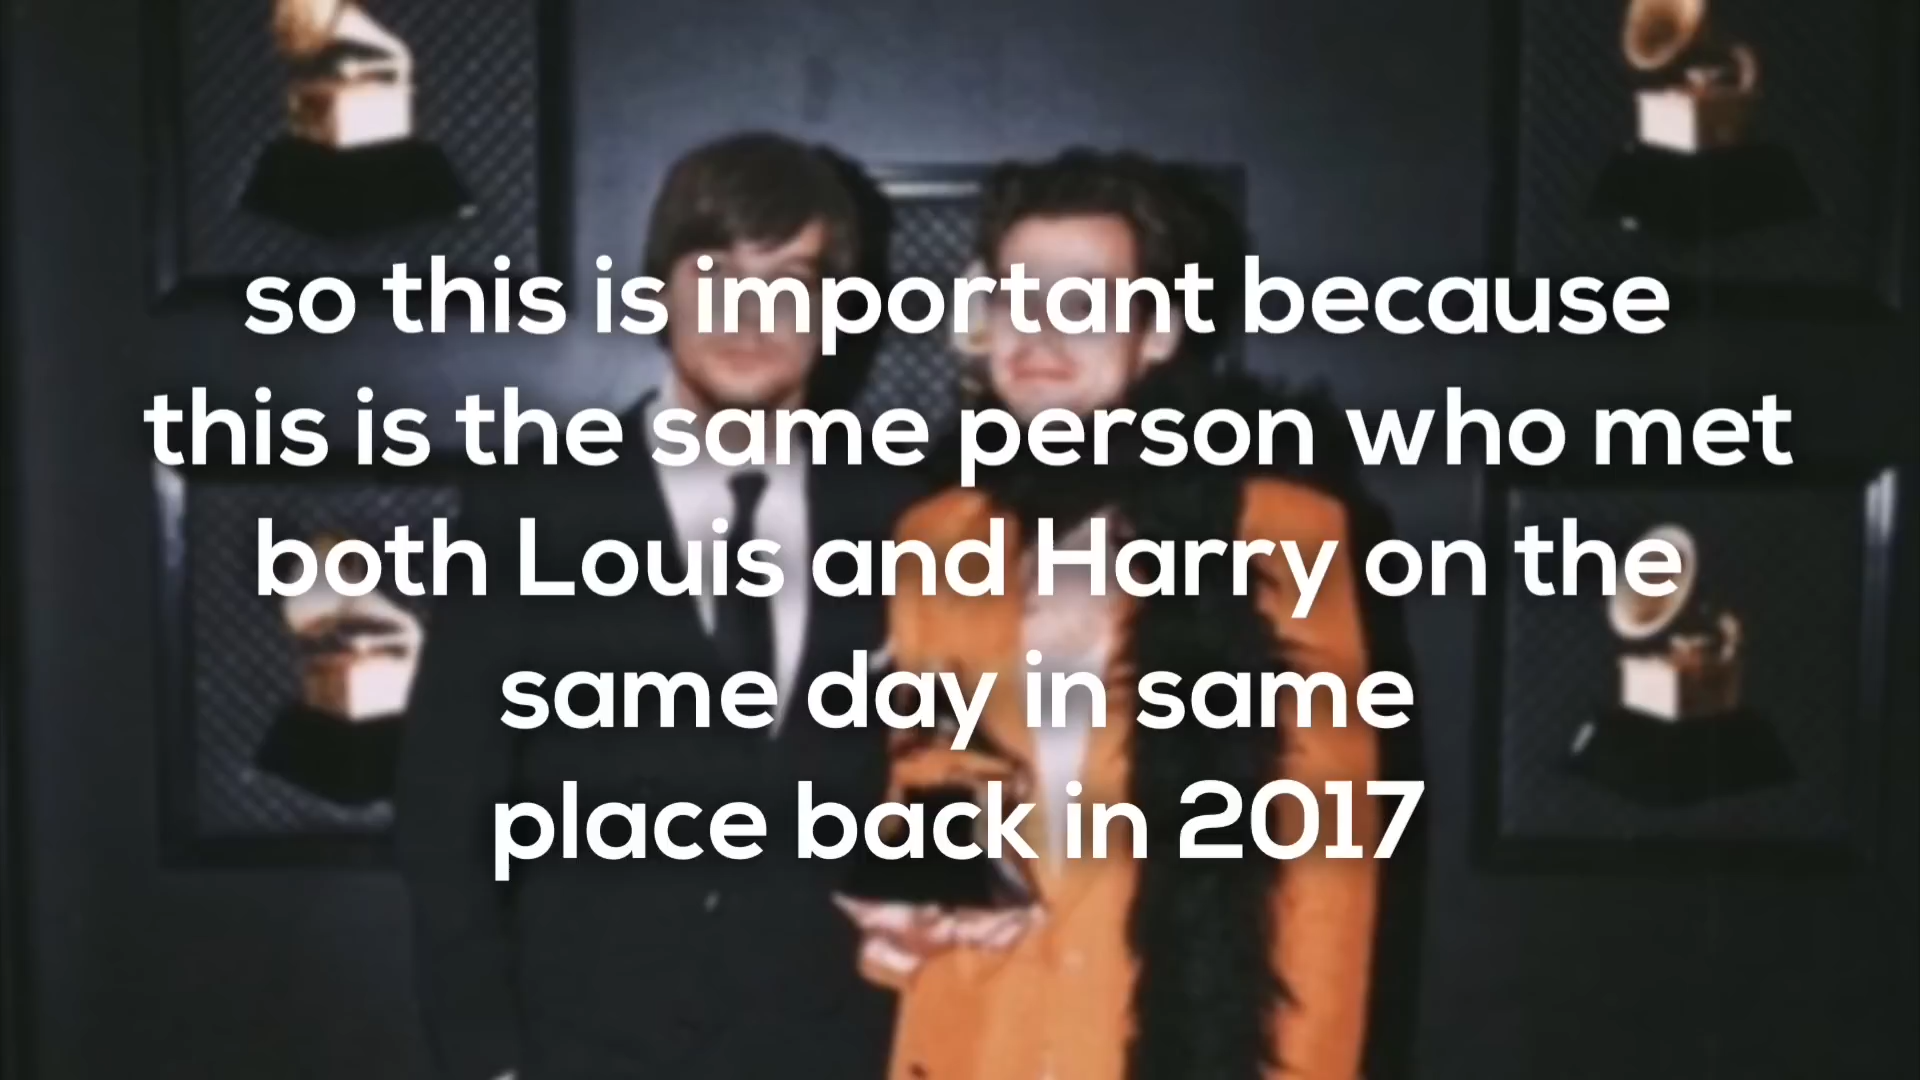 so this is important because
this is the same person who met
both Louis and Harry on the
same day in same
place back in 2017